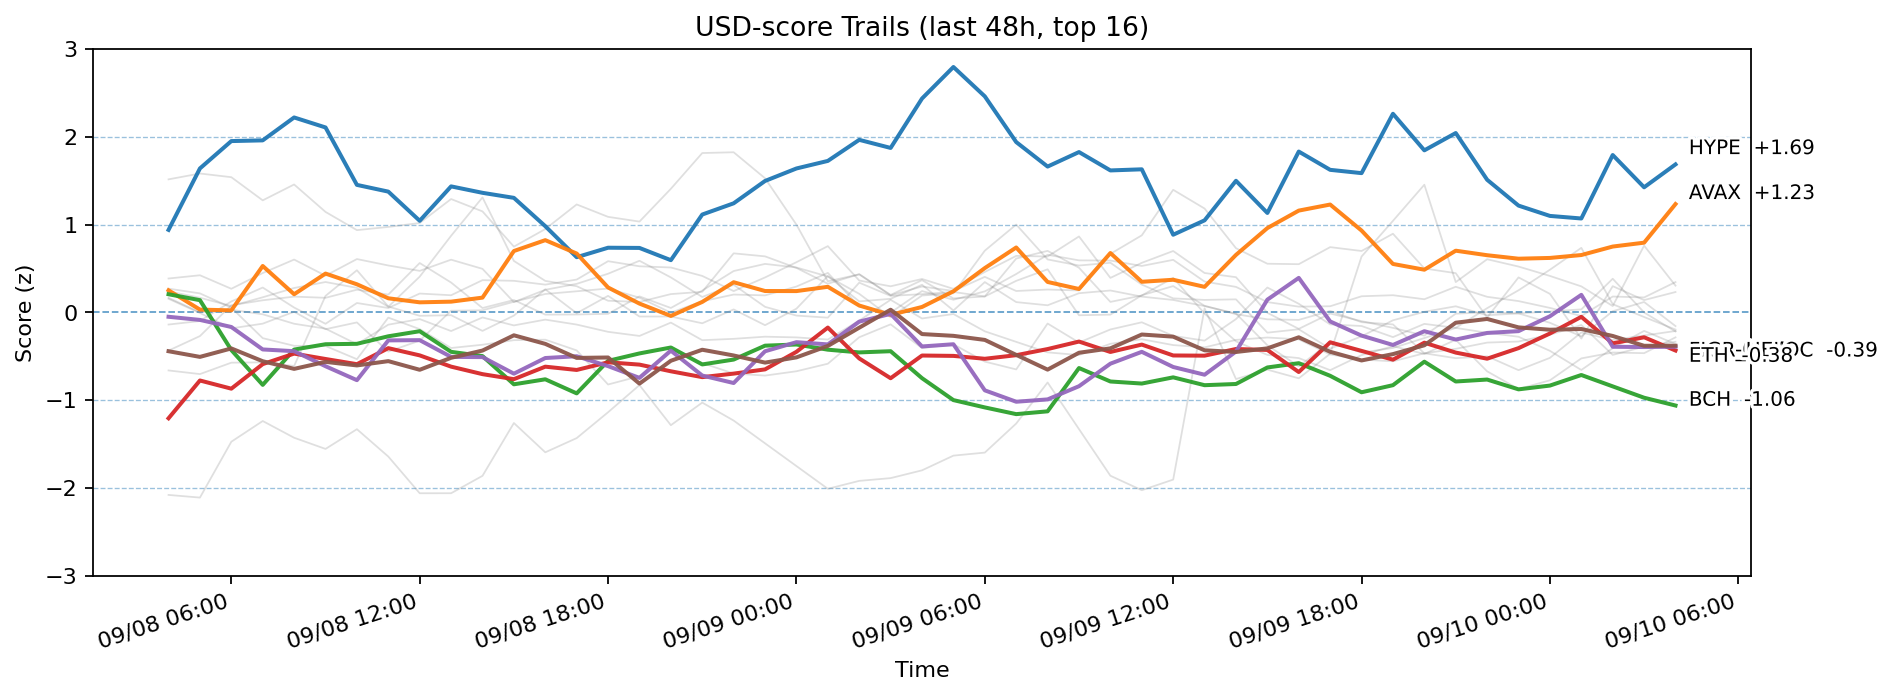 USD-score Trails (last 48h, top 16)
3
2
1
0
−1
−2
−3
Score (z)
HYPE +1.69
AVAX +1.23
-0.39
ETH -0.38
BCH -1.06
09/08 06:00
09/08 12:00
09/08 18:00
09/09 00:00
09/09 06:00
09/09 12:00
09/09 18:00
09/10 00:00
09/10 06:00
Time